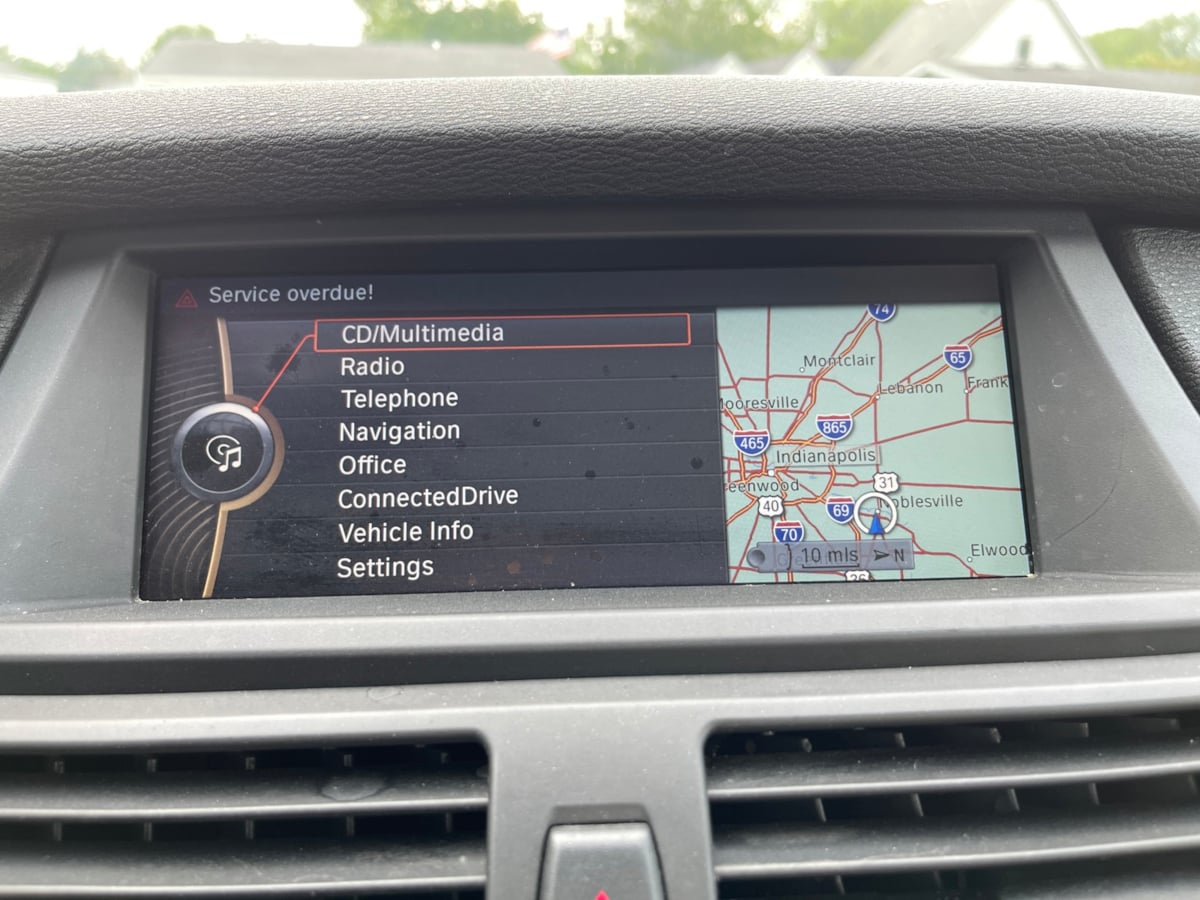 Service overdue!
CD/Multimedia
Radio
Telephone
Navigation
Office
ConnectedDrive
Vehicle Info
Settings
74
Montclair
65
Lebanon
Frank
Mooresville
865
465
Indianapolis
eenwood
31
40
69
oblesville
70
10 mls
N
Elwood
36